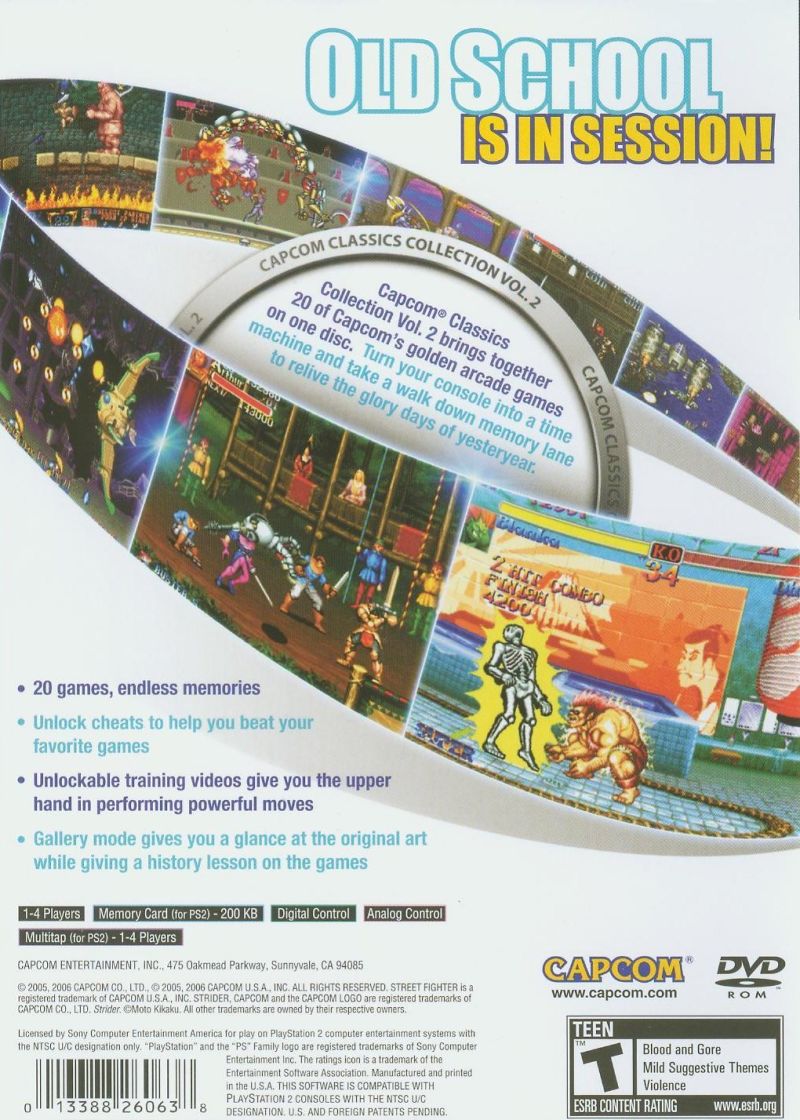 OLD SCHOOL
IS IN SESSION!
CAPCOM CLASSICS COLLECTION VOL. 2
L. 2
CAPCOM CLASSICS
Capcom® Classics
Collection Vol. 2 brings together
20 of Capcom's golden arcade games
on one disc. Turn your console into a time
machine and take a walk down memory lane
to relive the glory days of yesteryear.
Arthur
Blanka
KO
34
2 HIT COMBO
FINISH
4200
SUPER
• 20 games, endless memories
• Unlock cheats to help you beat your
favorite games
• Unlockable training videos give you the upper
hand in performing powerful moves
• Gallery mode gives you a glance at the original art
while giving a history lesson on the games
1-4 Players Memory Card (for PS2) - 200 KB Digital Control Analog Control
Multitap (for PS2) - 1-4 Players
CAPCOM ENTERTAINMENT, INC., 475 Oakmead Parkway, Sunnyvale, CA 94085
© 2005, 2006 CAPCOM CO., LTD., © 2005, 2006 CAPCOM U.S.A., INC. ALL RIGHTS RESERVED. STREET FIGHTER is a
registered trademark of CAPCOM U.S.A., INC. STRIDER, CAPCOM and the CAPCOM LOGO are registered trademarks of
CAPCOM CO., LTD. Strider. ©Moto Kikaku. All other trademarks are owned by their respective owners.
Licensed by Sony Computer Entertainment America for play on PlayStation 2 computer entertainment systems with
the NTSC U/C designation only. "PlayStation" and the "PS" Family logo are registered trademarks of Sony Computer
Entertainment Inc. The ratings icon is a trademark of the
Entertainment Software Association. Manufactured and printed
in the U.S.A. THIS SOFTWARE IS COMPATIBLE WITH
PLAYSTATION 2 CONSOLES WITH THE NTSC U/C
DESIGNATION. U.S. AND FOREIGN PATENTS PENDING.
0 13388 26063 8
CAPCOM®
www.capcom.com
DVD
ROM
TEEN
T
™
Blood and Gore
Mild Suggestive Themes
Violence
ESRB CONTENT RATING www.esrb.org